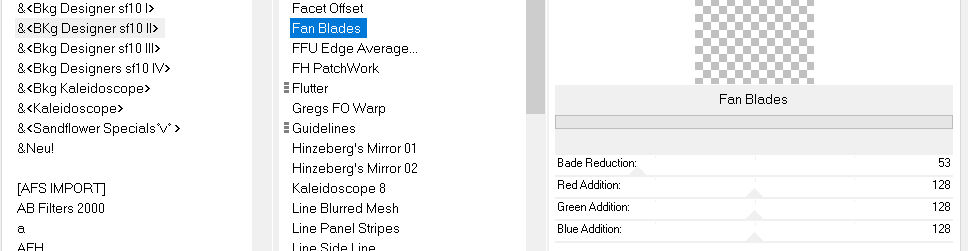 &<Bkg Designer sf10 I>
&<Bkg Designer sf10 II>
&<Bkg Designer sf10 III>
&<Bkg Designers sf10 IV>
&<Bkg Kaleidoscope>
&<Kaleidoscope>
&<Sandflower Specials°v° >
&Neu!
[AFS IMPORT]
AB Filters 2000
a
AFH
Facet Offset
Fan Blades
FFU Edge Average...
FH PatchWork
Flutter
Gregs FO Warp
Guidelines
Hinzeberg's Mirror 01
Hinzeberg's Mirror 02
Kaleidoscope 8
Line Blurred Mesh
Line Panel Stripes
Line Side Line
Fan Blades
Bade Reduction: 53
Red Addition: 128
Green Addition: 128
Blue Addition: 128